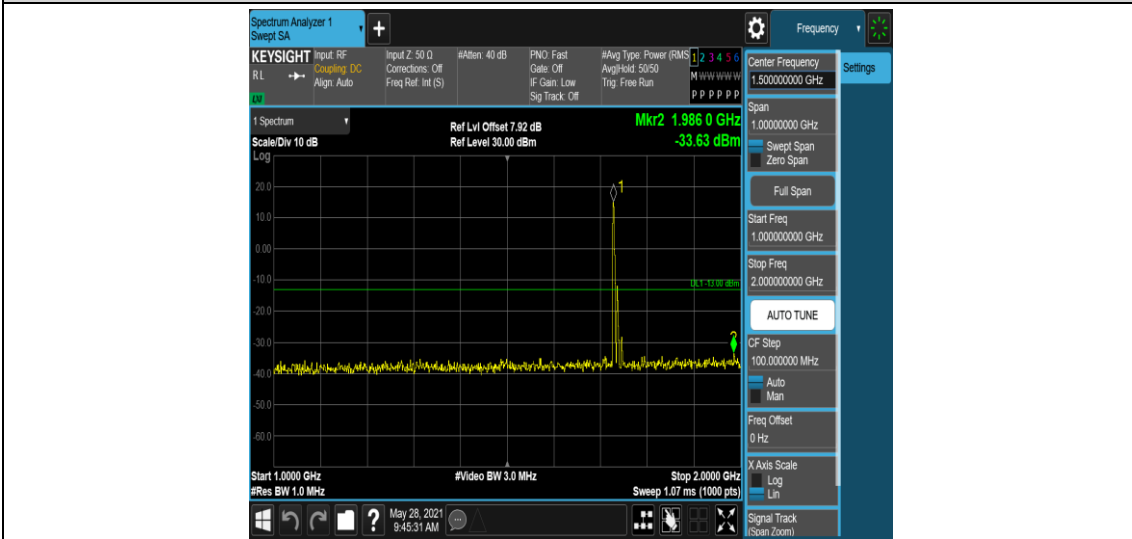 Spectrum Analyzer 1
Swept SA
Frequency
KEYSIGHT
RL
Input: RF
Coupling: DC
Align: Auto
Input Z: 50 Ω
Corrections: Off
Freq Ref: Int (S)
#Atten: 40 dB
PNO: Fast
Gate: Off
IF Gain: Low
Sig Track: Off
#Avg Type: Power (RMS
Avg|Hold: 50/50
Trig: Free Run
1 2 3 4 5 6
M W W W W W
P P P P P P
1 Spectrum
Scale/Div 10 dB
Log
Ref Lvl Offset 7.92 dB
Ref Level 30.00 dBm
Mkr2 1.986 0 GHz
-33.63 dBm
20.0
10.0
0.00
-10.0
-20.0
-30.0
-40.0
-50.0
-60.0
1
DL1 -13.00 dBm
2
Start 1.0000 GHz
#Res BW 1.0 MHz
#Video BW 3.0 MHz
Stop 2.0000 GHz
Sweep 1.07 ms (1000 pts)
Center Frequency
1.500000000 GHz
Settings
Span
1.00000000 GHz
Swept Span
Zero Span
Full Span
Start Freq
1.000000000 GHz
Stop Freq
2.000000000 GHz
AUTO TUNE
CF Step
100.000000 MHz
Auto
Man
Freq Offset
0 Hz
X Axis Scale
Log
Lin
Signal Track
(Span Zoom)
?
May 28, 2021
9:45:31 AM